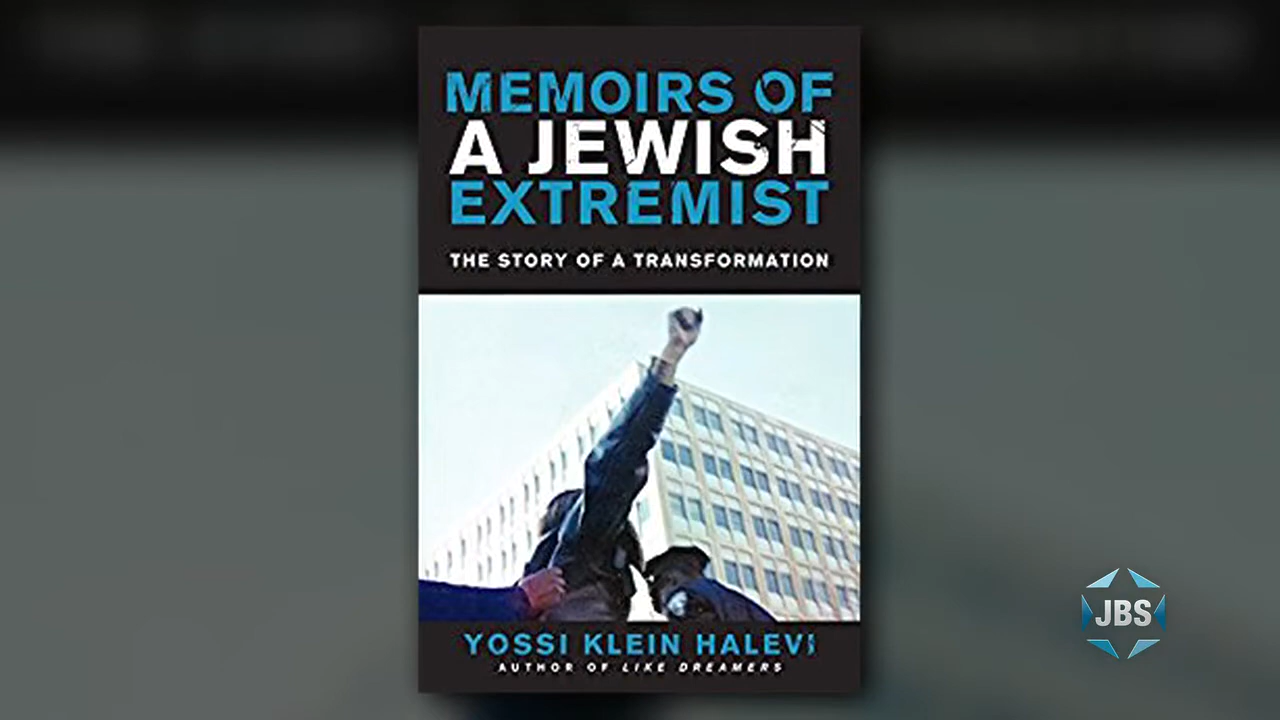 MEMOIRS OF
A JEWISH
EXTREMIST
THE STORY OF A TRANSFORMATION
YOSSI KLEIN HALEVI
AUTHOR OF LIKE DREAMERS
JBS